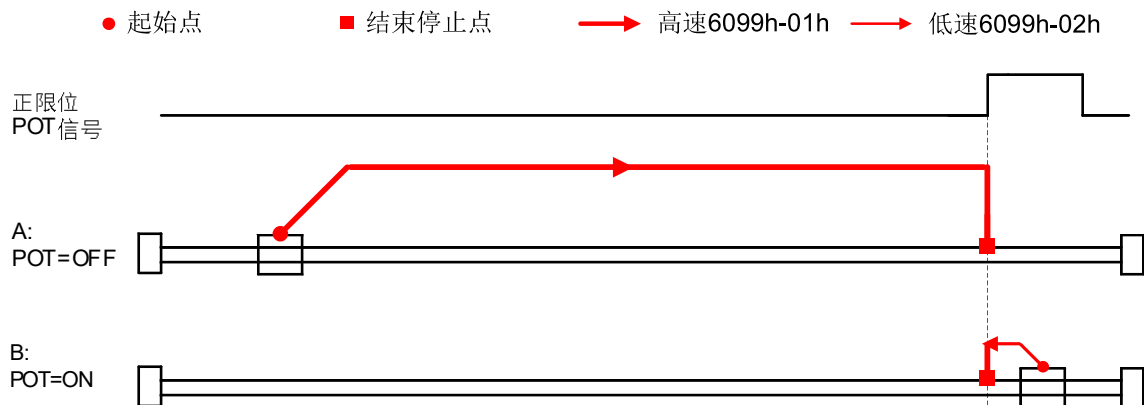 起始点 结束停止点 高速6099h-01h 低速6099h-02h
正限位
POT信号
A:
POT=OFF
B:
POT=ON